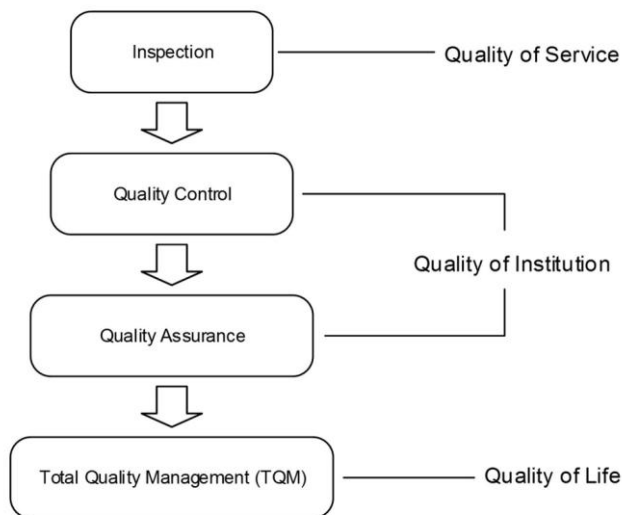 Inspection
Quality of Service
Quality Control
Quality of Institution
Quality Assurance
Total Quality Management (TQM)
Quality of Life